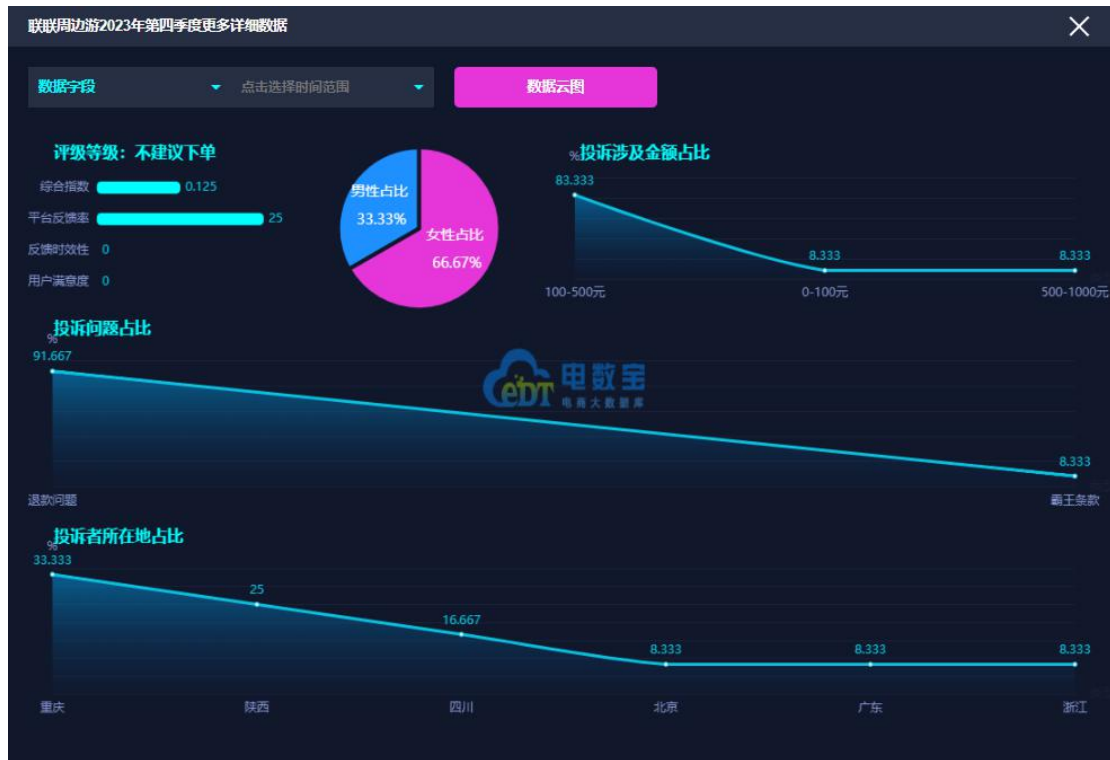 联联周边游2023年第四季度更多详细数据
数据字段
点击选择时间范围
数据云图
评级等级：不建议下单
综合指数 0.125
平台反馈率 25
反馈时效性 0
用户满意度 0
男性占比
33.33%
女性占比
66.67%
%投诉涉及金额占比
83.333
8.333
8.333
100-500元
0-100元
500-1000元
投诉问题占比
%
91.667
8.333
退款问题
霸王条款
eDT 电数宝
电商大数据库
投诉者所在地占比
%
33.333
25
16.667
8.333
8.333
8.333
重庆
陕西
四川
北京
广东
浙江